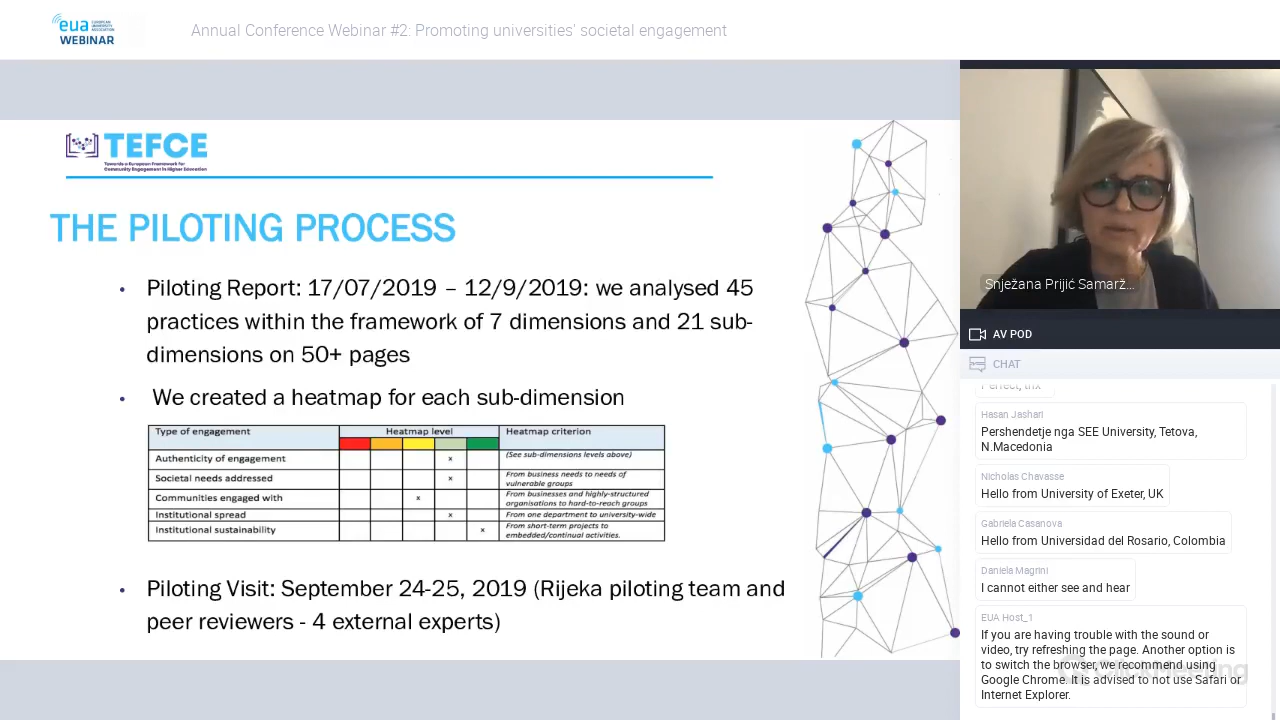 eua EUROPEAN UNIVERSITY ASSOCIATION
WEBINAR
Annual Conference Webinar #2: Promoting universities' societal engagement
TEFCE
Towards a European Framework for
Community Engagement in Higher Education
THE PILOTING PROCESS
• Piloting Report: 17/07/2019 – 12/9/2019: we analysed 45
practices within the framework of 7 dimensions and 21 sub-
dimensions on 50+ pages
• We created a heatmap for each sub-dimension
Type of engagement Heatmap level Heatmap criterion
Authenticity of engagement x (See sub-dimensions levels above)
Societal needs addressed x From business needs to needs of
vulnerable groups
Communities engaged with x From businesses and highly-structured
organisations to hard-to-reach groups
Institutional spread x From one department to university-wide
Institutional sustainability x From short-term projects to
embedded/continual activities.
• Piloting Visit: September 24-25, 2019 (Rijeka piloting team and
peer reviewers - 4 external experts)
Snježana Prijić Samarž...
AV POD
CHAT
Perfect, thx
Hasan Jashari
Pershendetje nga SEE University, Tetova,
N.Macedonia
Nicholas Chavasse
Hello from University of Exeter, UK
Gabriela Casanova
Hello from Universidad del Rosario, Colombia
Daniela Magrini
I cannot either see and hear
EUA Host_1
If you are having trouble with the sound or
video, try refreshing the page. Another option is
to switch the browser, we recommend using
Google Chrome. It is advised to not use Safari or
Internet Explorer.
ClickMeeting